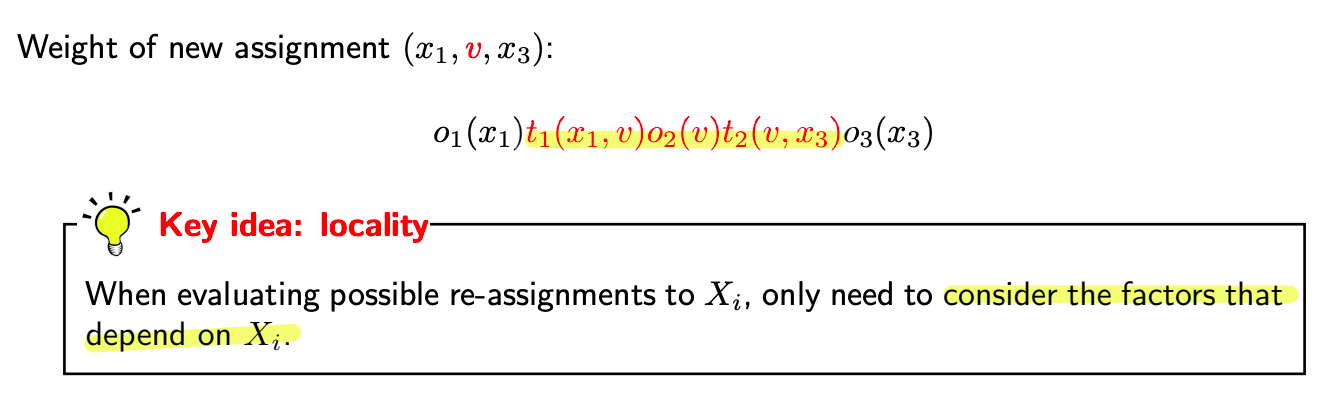 Weight of new assignment (x₁, v, x₃):
o₁(x₁)t₁(x₁, v)o₂(v)t₂(v, x₃)o₃(x₃)
Key idea: locality
When evaluating possible re-assignments to Xᵢ, only need to consider the factors that
depend on Xᵢ.